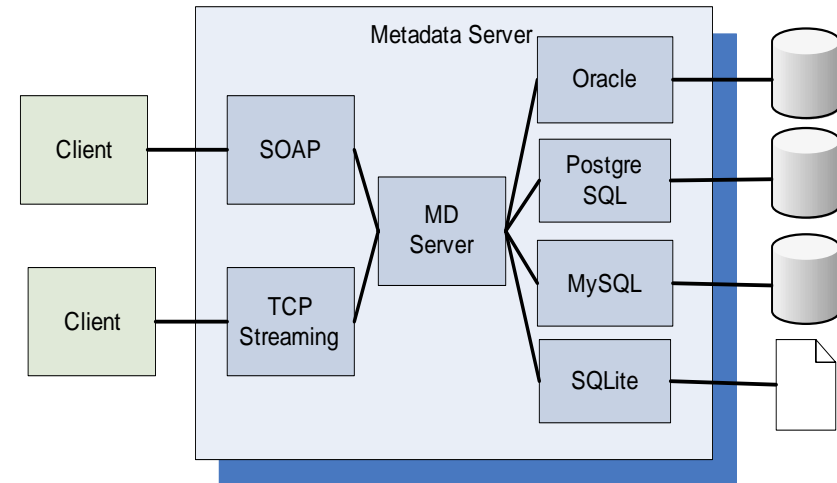 Metadata Server
Client
SOAP
MD
Server
Oracle
Postgre
SQL
MySQL
SQLite
Client
TCP
Streaming